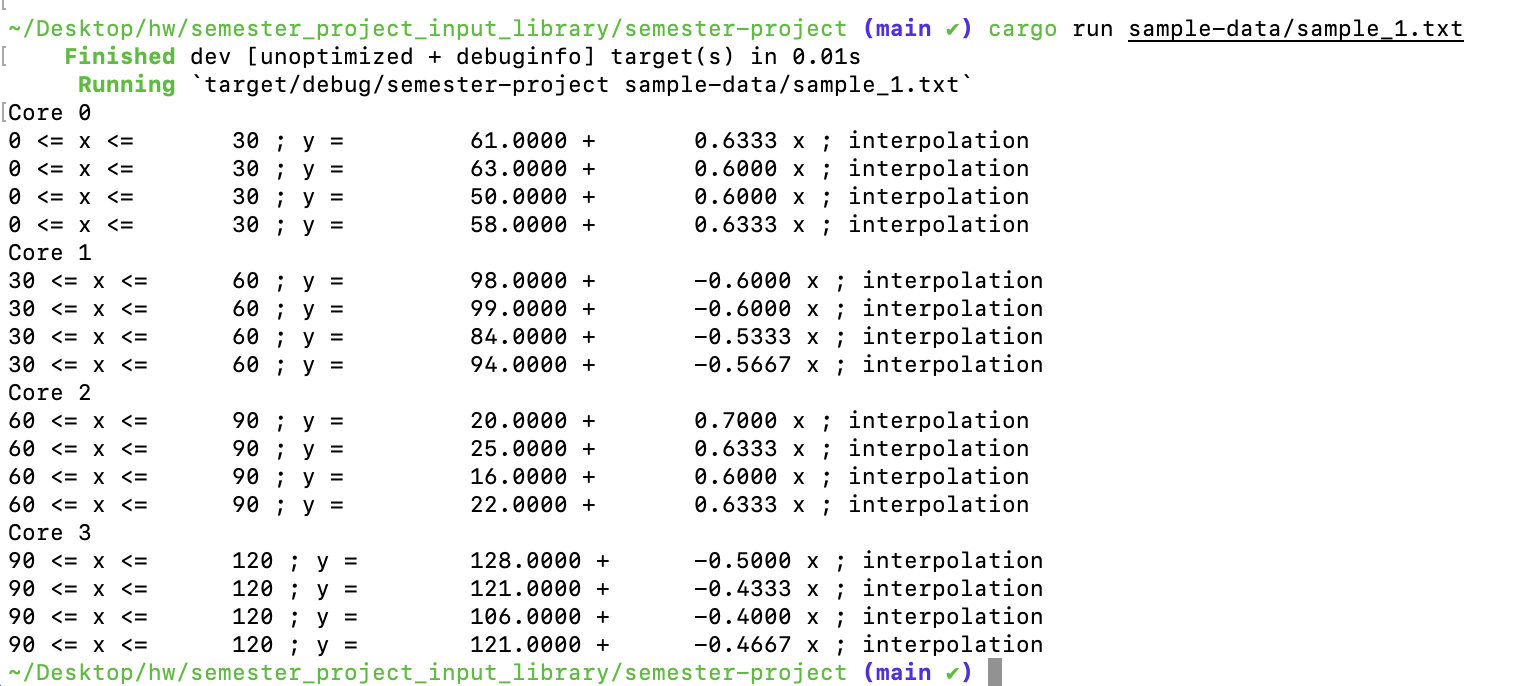 ~/Desktop/hw/semester_project_input_library/semester-project (main ✔) cargo run sample-data/sample_1.txt
[    Finished dev [unoptimized + debuginfo] target(s) in 0.01s
     Running `target/debug/semester-project sample-data/sample_1.txt`
[Core 0
0 <= x <=       30 ; y =         61.0000 +       0.6333 x ; interpolation
0 <= x <=       30 ; y =         63.0000 +       0.6000 x ; interpolation
0 <= x <=       30 ; y =         50.0000 +       0.6000 x ; interpolation
0 <= x <=       30 ; y =         58.0000 +       0.6333 x ; interpolation
Core 1
30 <= x <=      60 ; y =         98.0000 +       -0.6000 x ; interpolation
30 <= x <=      60 ; y =         99.0000 +       -0.6000 x ; interpolation
30 <= x <=      60 ; y =         84.0000 +       -0.5333 x ; interpolation
30 <= x <=      60 ; y =         94.0000 +       -0.5667 x ; interpolation
Core 2
60 <= x <=      90 ; y =         20.0000 +       0.7000 x ; interpolation
60 <= x <=      90 ; y =         25.0000 +       0.6333 x ; interpolation
60 <= x <=      90 ; y =         16.0000 +       0.6000 x ; interpolation
60 <= x <=      90 ; y =         22.0000 +       0.6333 x ; interpolation
Core 3
90 <= x <=      120 ; y =        128.0000 +      -0.5000 x ; interpolation
90 <= x <=      120 ; y =        121.0000 +      -0.4333 x ; interpolation
90 <= x <=      120 ; y =        106.0000 +      -0.4000 x ; interpolation
90 <= x <=      120 ; y =        121.0000 +      -0.4667 x ; interpolation
~/Desktop/hw/semester_project_input_library/semester-project (main ✔)